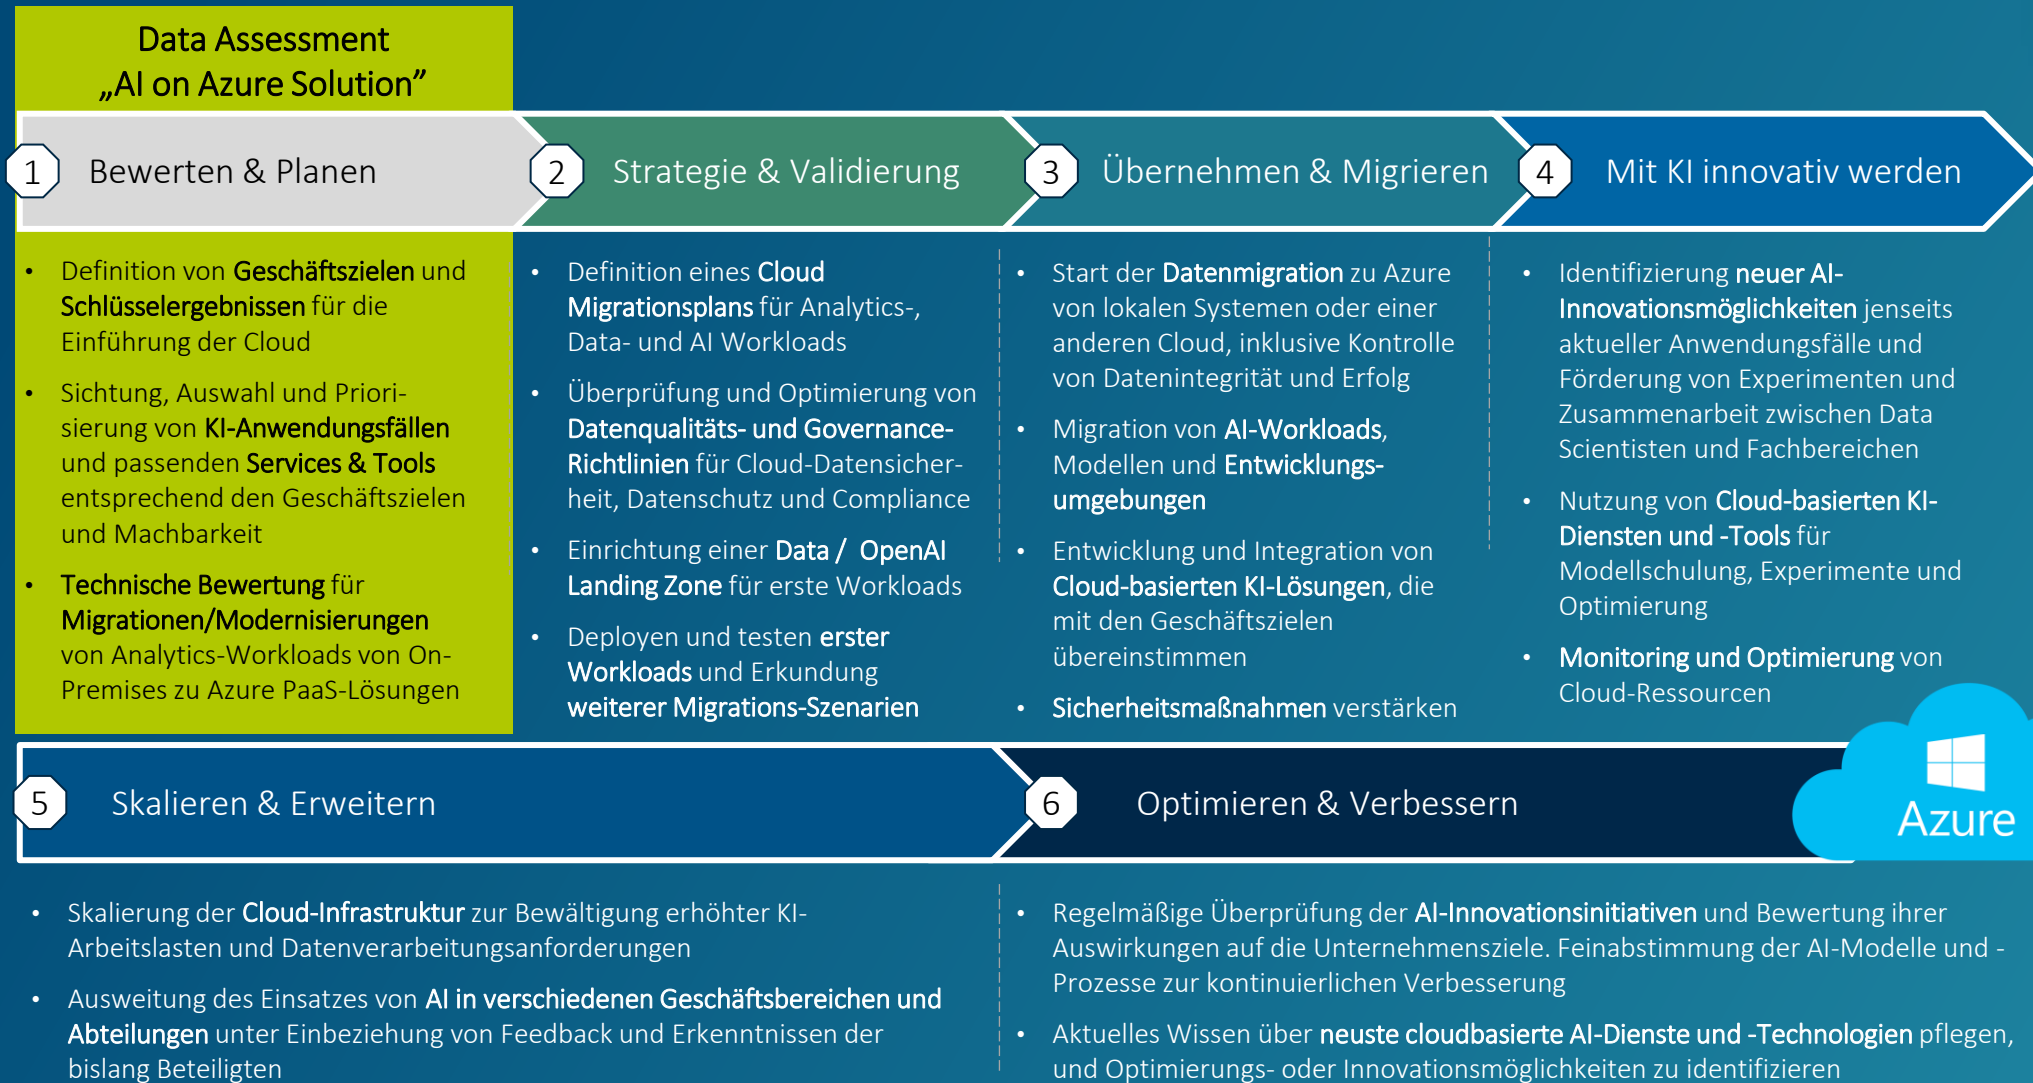 Data Assessment
„AI on Azure Solution”
1 Bewerten & Planen
• Definition von Geschäftszielen und
Schlüsselergebnissen für die
Einführung der Cloud
• Sichtung, Auswahl und Priori-
sierung von KI-Anwendungsfällen
und passenden Services & Tools
entsprechend den Geschäftszielen
und Machbarkeit
• Technische Bewertung für
Migrationen/Modernisierungen
von Analytics-Workloads von On-
Premises zu Azure PaaS-Lösungen
2 Strategie & Validierung
• Definition eines Cloud
Migrationsplans für Analytics-,
Data- und AI Workloads
• Überprüfung und Optimierung von
Datenqualitäts- und Governance-
Richtlinien für Cloud-Datensicher-
heit, Datenschutz und Compliance
• Einrichtung einer Data / OpenAI
Landing Zone für erste Workloads
• Deployen und testen erster
Workloads und Erkundung
weiterer Migrations-Szenarien
3 Übernehmen & Migrieren
• Start der Datenmigration zu Azure
von lokalen Systemen oder einer
anderen Cloud, inklusive Kontrolle
von Datenintegrität und Erfolg
• Migration von AI-Workloads,
Modellen und Entwicklungs-
umgebungen
• Entwicklung und Integration von
Cloud-basierten KI-Lösungen, die
mit den Geschäftszielen
übereinstimmen
• Sicherheitsmaßnahmen verstärken
4 Mit KI innovativ werden
• Identifizierung neuer AI-
Innovationsmöglichkeiten jenseits
aktueller Anwendungsfälle und
Förderung von Experimenten und
Zusammenarbeit zwischen Data
Scientisten und Fachbereichen
• Nutzung von Cloud-basierten KI-
Diensten und -Tools für
Modellschulung, Experimente und
Optimierung
• Monitoring und Optimierung von
Cloud-Ressourcen
5 Skalieren & Erweitern
• Skalierung der Cloud-Infrastruktur zur Bewältigung erhöhter KI-
Arbeitslasten und Datenverarbeitungsanforderungen
• Ausweitung des Einsatzes von AI in verschiedenen Geschäftsbereichen und
Abteilungen unter Einbeziehung von Feedback und Erkenntnissen der
bislang Beteiligten
6 Optimieren & Verbessern
Azure
• Regelmäßige Überprüfung der AI-Innovationsinitiativen und Bewertung ihrer
Auswirkungen auf die Unternehmensziele. Feinabstimmung der AI-Modelle und -
Prozesse zur kontinuierlichen Verbesserung
• Aktuelles Wissen über neuste cloudbasierte AI-Dienste und -Technologien pflegen,
und Optimierungs- oder Innovationsmöglichkeiten zu identifizieren